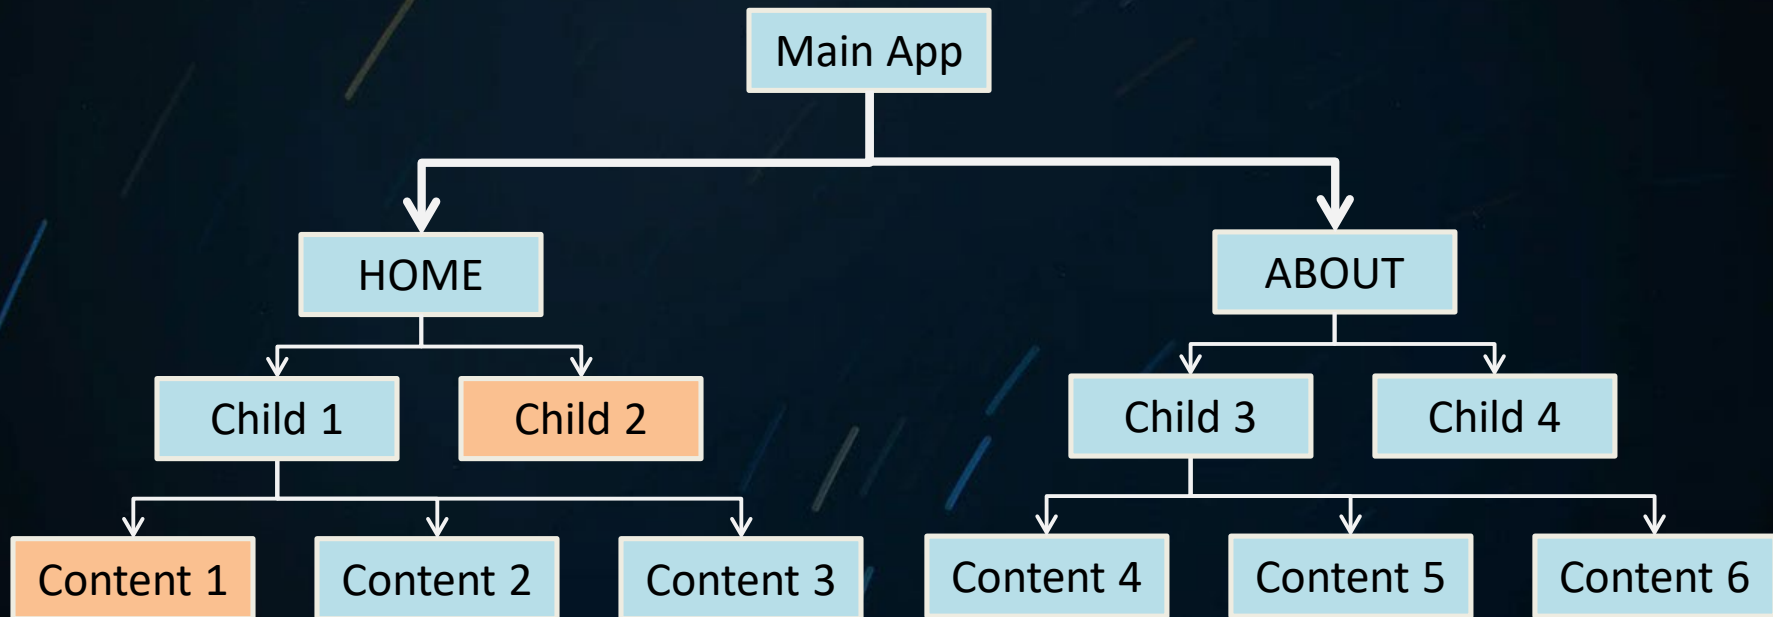 Main App
HOME
ABOUT
Child 1
Child 2
Child 3
Child 4
Content 1
Content 2
Content 3
Content 4
Content 5
Content 6